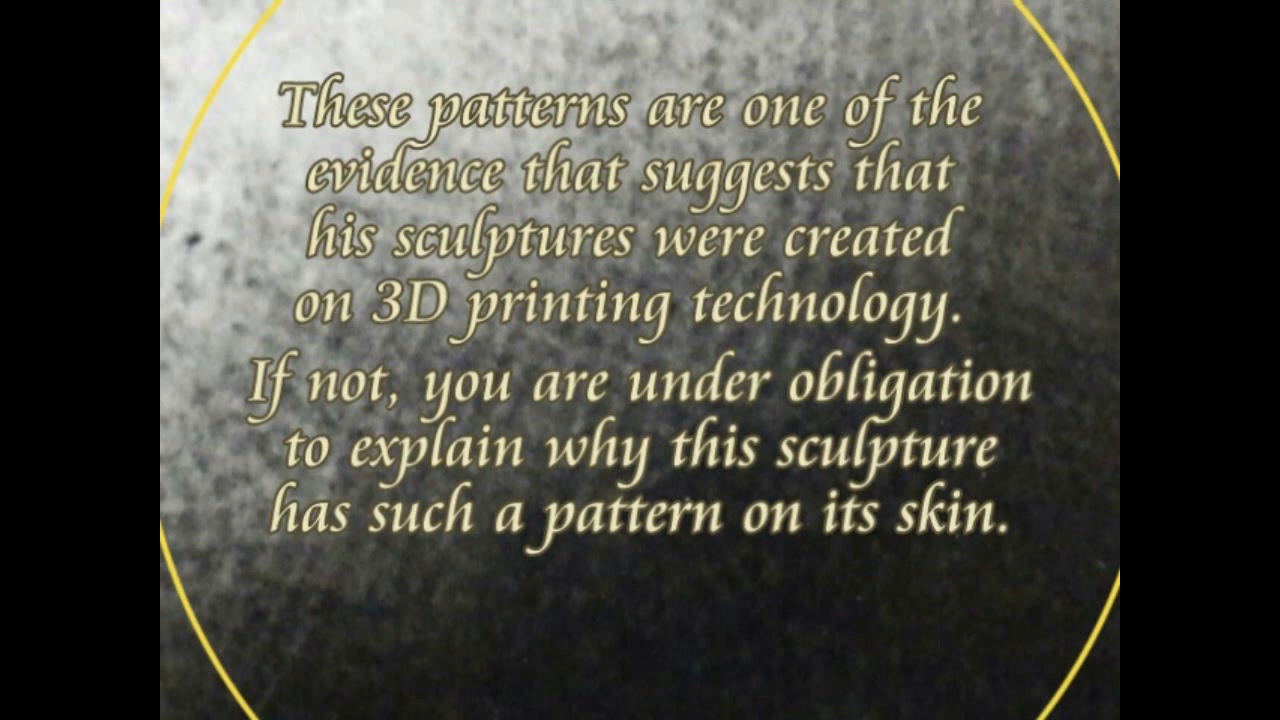 These patterns are one of the
evidence that suggests that
his sculptures were created
on 3D printing technology.
If not, you are under obligation
to explain why this sculpture
has such a pattern on its skin.